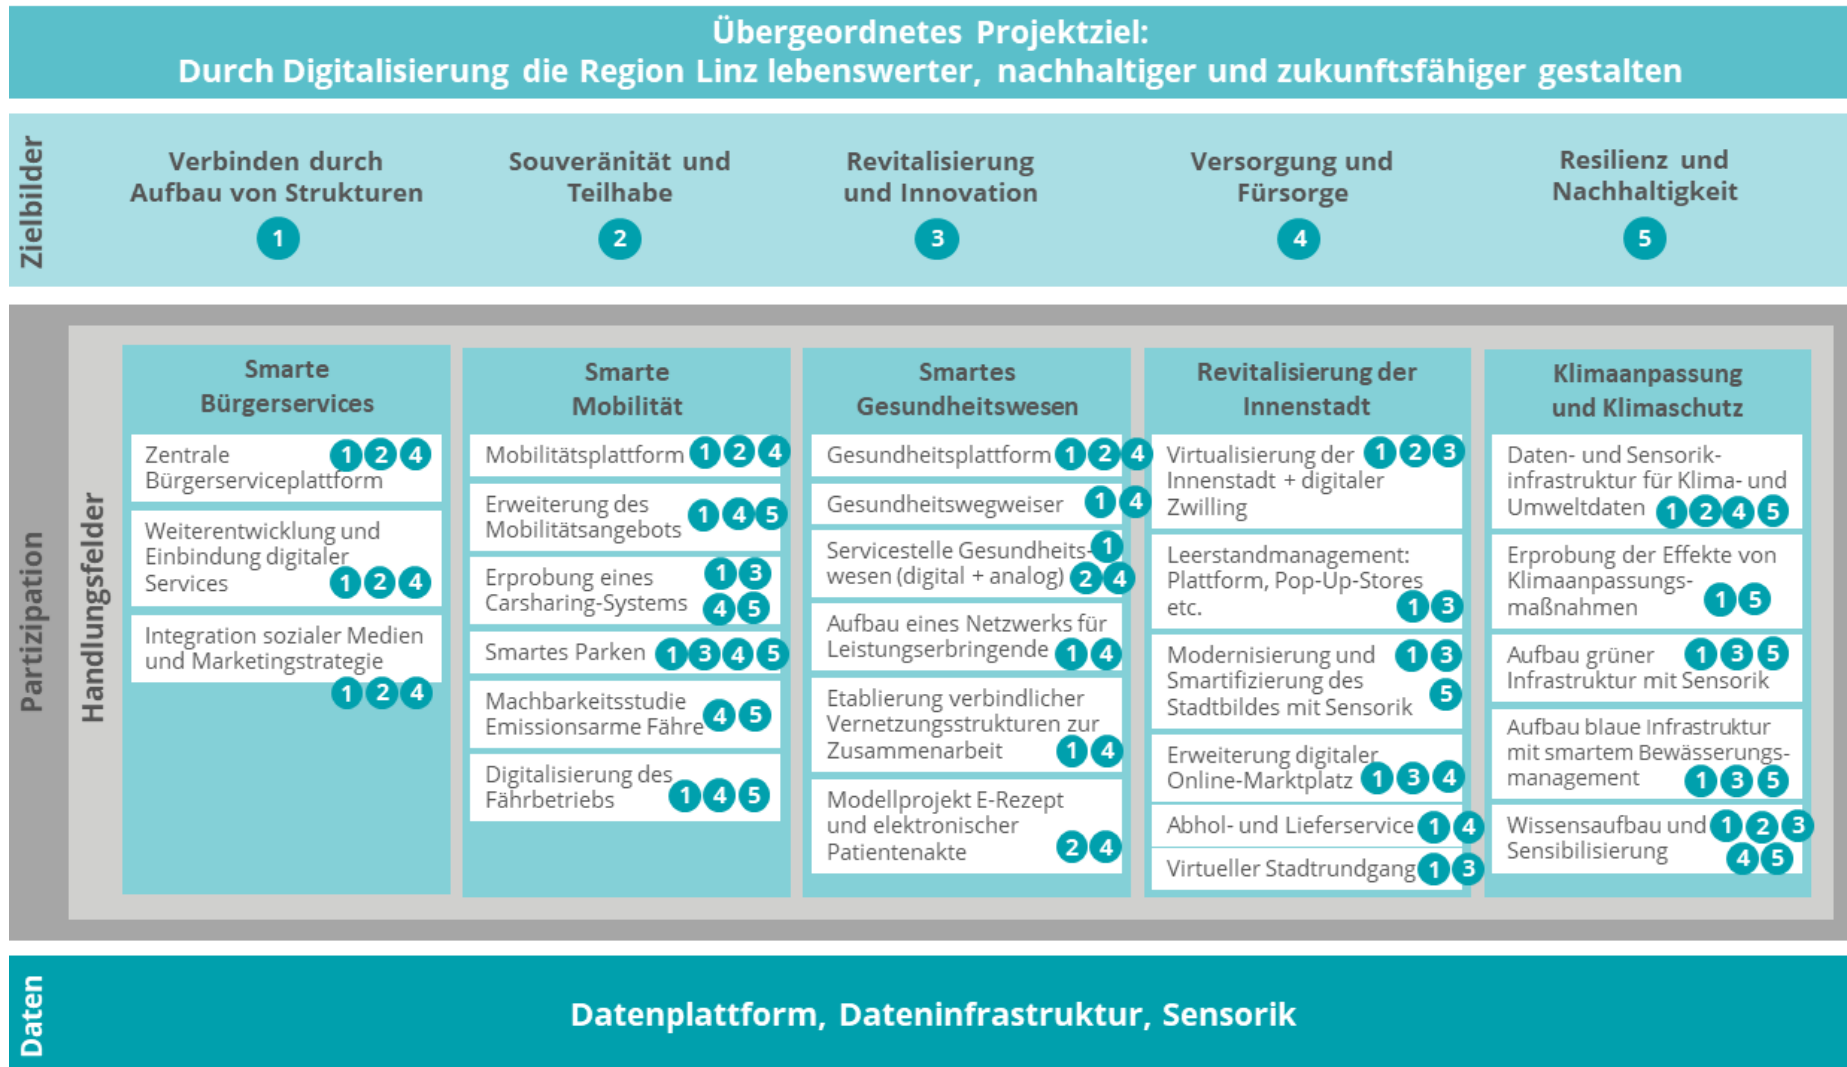 Übergeordnetes Projektziel:
Durch Digitalisierung die Region Linz lebenswerter, nachhaltiger und zukunftsfähiger gestalten
Zielbilder
Verbinden durch
Aufbau von Strukturen
1
Souveränität und
Teilhabe
2
Revitalisierung
und Innovation
3
Versorgung und
Fürsorge
4
Resilienz und
Nachhaltigkeit
5
Partizipation
Handlungsfelder
Smarte
Bürgerservices
Zentrale 1 2 4
Bürgerserviceplattform
Weiterentwicklung und
Einbindung digitaler
Services 1 2 4
Integration sozialer Medien
und Marketingstrategie
1 2 4
Smarte
Mobilität
Mobilitätsplattform 1 2 4
Erweiterung des
Mobilitätsangebots 1 4 5
Erprobung eines 1 3
Carsharing-Systems 4 5
Smartes Parken 1 3 4 5
Machbarkeitsstudie
Emissionsarme Fähre 4 5
Digitalisierung des
Fährbetriebs 1 4 5
Smartes
Gesundheitswesen
Gesundheitsplattform 1 2 4
Gesundheitswegweiser 1 4
Servicestelle Gesundheits- 1
wesen (digital + analog) 2 4
Aufbau eines Netzwerks für
Leistungserbringende 1 4
Etablierung verbindlicher
Vernetzungsstrukturen zur
Zusammenarbeit 1 4
Modellprojekt E-Rezept
und elektronischer
Patientenakte 2 4
Revitalisierung der
Innenstadt
Virtualisierung der 1 2 3
Innenstadt + digitaler
Zwilling
Leerstandmanagement:
Plattform, Pop-Up-Stores
etc. 1 3
Modernisierung und 1 3
Smartifizierung des
Stadtbildes mit Sensorik 5
Erweiterung digitaler
Online-Marktplatz 1 3 4
Abhol- und Lieferservice 1 4
Virtueller Stadtrundgang 1 3
Klimaanpassung
und Klimaschutz
Daten- und Sensorik-
infrastruktur für Klima- und
Umweltdaten 1 2 4 5
Erprobung der Effekte von
Klimaanpassungs-
maßnahmen 1 5
Aufbau grüner 1 3 5
Infrastruktur mit Sensorik
Aufbau blaue Infrastruktur
mit smartem Bewässerungs-
management 1 3 5
Wissensaufbau und 1 2 3
Sensibilisierung 4 5
Daten
Datenplattform, Dateninfrastruktur, Sensorik